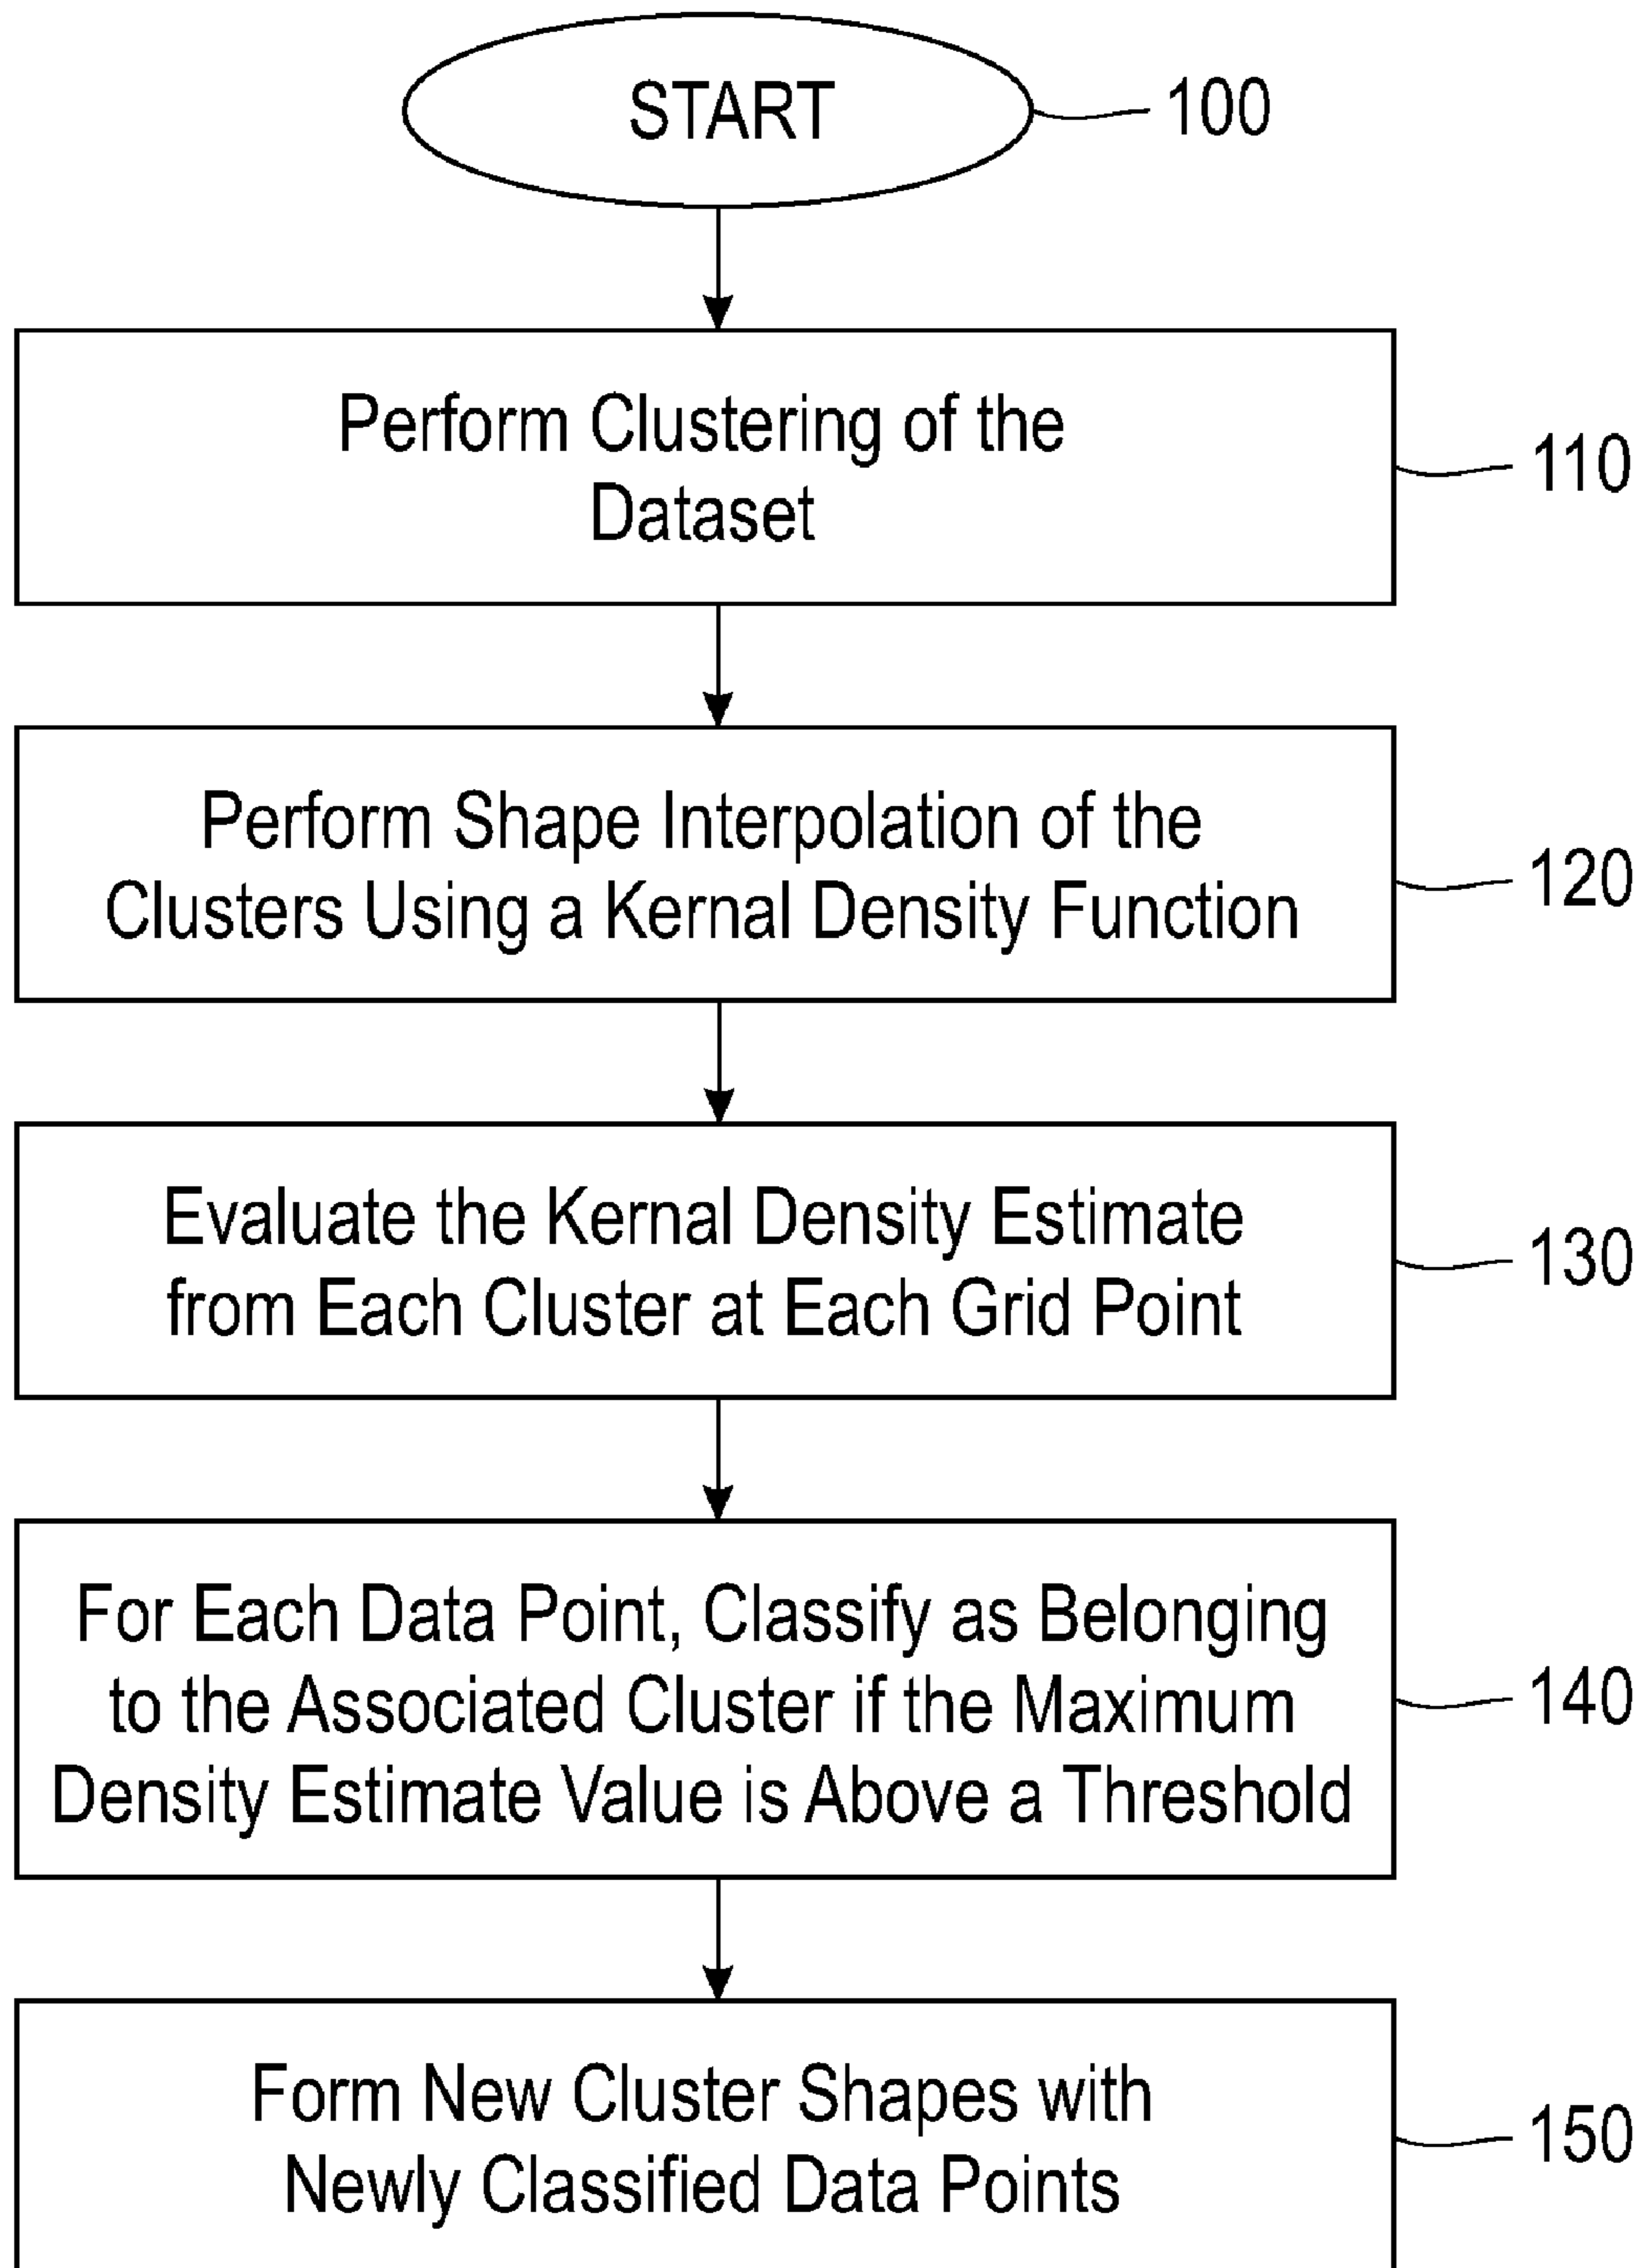 START
100
Perform Clustering of the
Dataset
110
Perform Shape Interpolation of the
Clusters Using a Kernal Density Function
120
Evaluate the Kernal Density Estimate
from Each Cluster at Each Grid Point
130
For Each Data Point, Classify as Belonging
to the Associated Cluster if the Maximum
Density Estimate Value is Above a Threshold
140
Form New Cluster Shapes with
Newly Classified Data Points
150